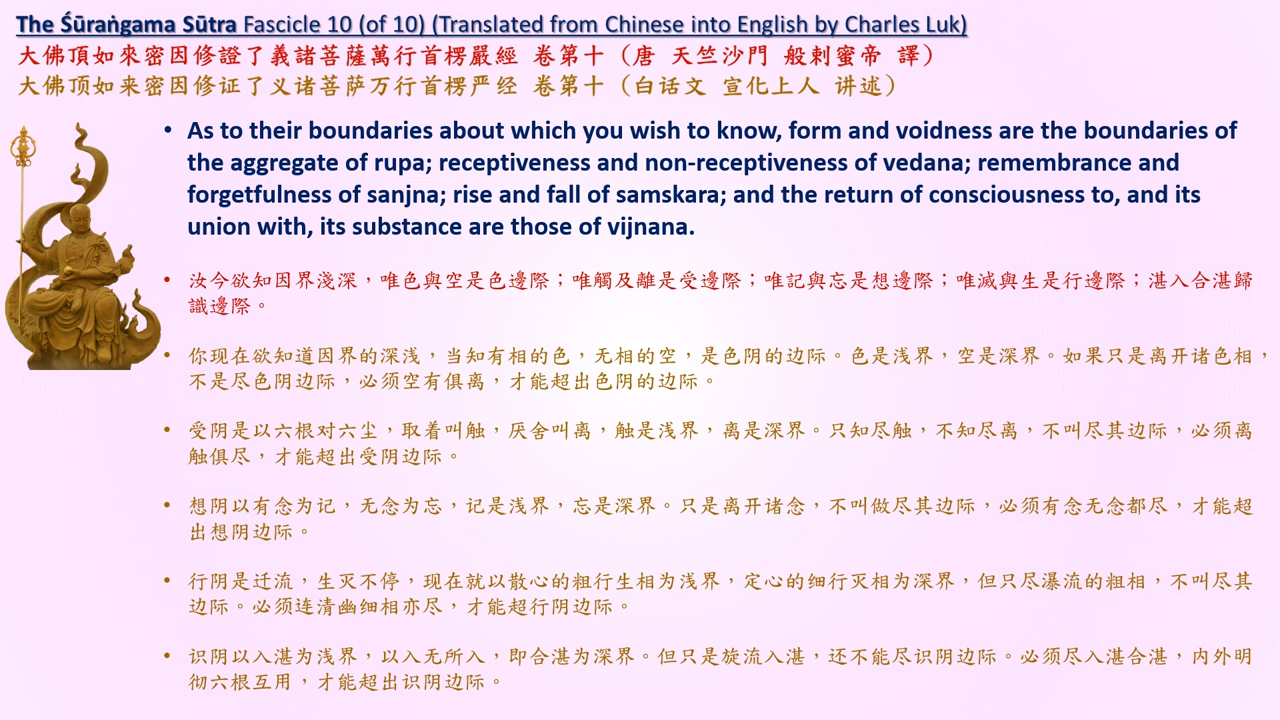 The Śūraṅgama Sūtra Fascicle 10 (of 10) (Translated from Chinese into English by Charles Luk)
大佛頂如來密因修證了義諸菩薩萬行首楞嚴經 卷第十（唐 天竺沙門 般剌蜜帝 譯）
大佛顶如来密因修证了义诸菩萨万行首楞严经 卷第十（白话文 宣化上人 讲述）
• As to their boundaries about which you wish to know, form and voidness are the boundaries of
the aggregate of rupa; receptiveness and non-receptiveness of vedana; remembrance and
forgetfulness of sanjna; rise and fall of samskara; and the return of consciousness to, and its
union with, its substance are those of vijnana.
• 汝今欲知因界淺深，唯色與空是色邊際；唯觸及離是受邊際；唯記與忘是想邊際；唯滅與生是行邊際；湛入合湛歸
識邊際。
• 你现在欲知道因界的深浅，当知有相的色，无相的空，是色阴的边际。色是浅界，空是深界。如果只是离开诸色相，
不是尽色阴边际，必须空有俱离，才能超出色阴的边际。
• 受阴是以六根对六尘，取着叫触，厌舍叫离，触是浅界，离是深界。只知尽触，不知尽离，不叫尽其边际，必须离
触俱尽，才能超出受阴边际。
• 想阴以有念为记，无念为忘，记是浅界，忘是深界。只是离开诸念，不叫做尽其边际，必须有念无念都尽，才能超
出想阴边际。
• 行阴是迁流，生灭不停，现在就以散心的粗行生相为浅界，定心的细行灭相为深界，但只尽瀑流的粗相，不叫尽其
边际。必须连清幽细相亦尽，才能超行阴边际。
• 识阴以入湛为浅界，以入无所入，即合湛为深界。但只是旋流入湛，还不能尽识阴边际。必须尽入湛合湛，内外明
彻六根互用，才能超出识阴边际。